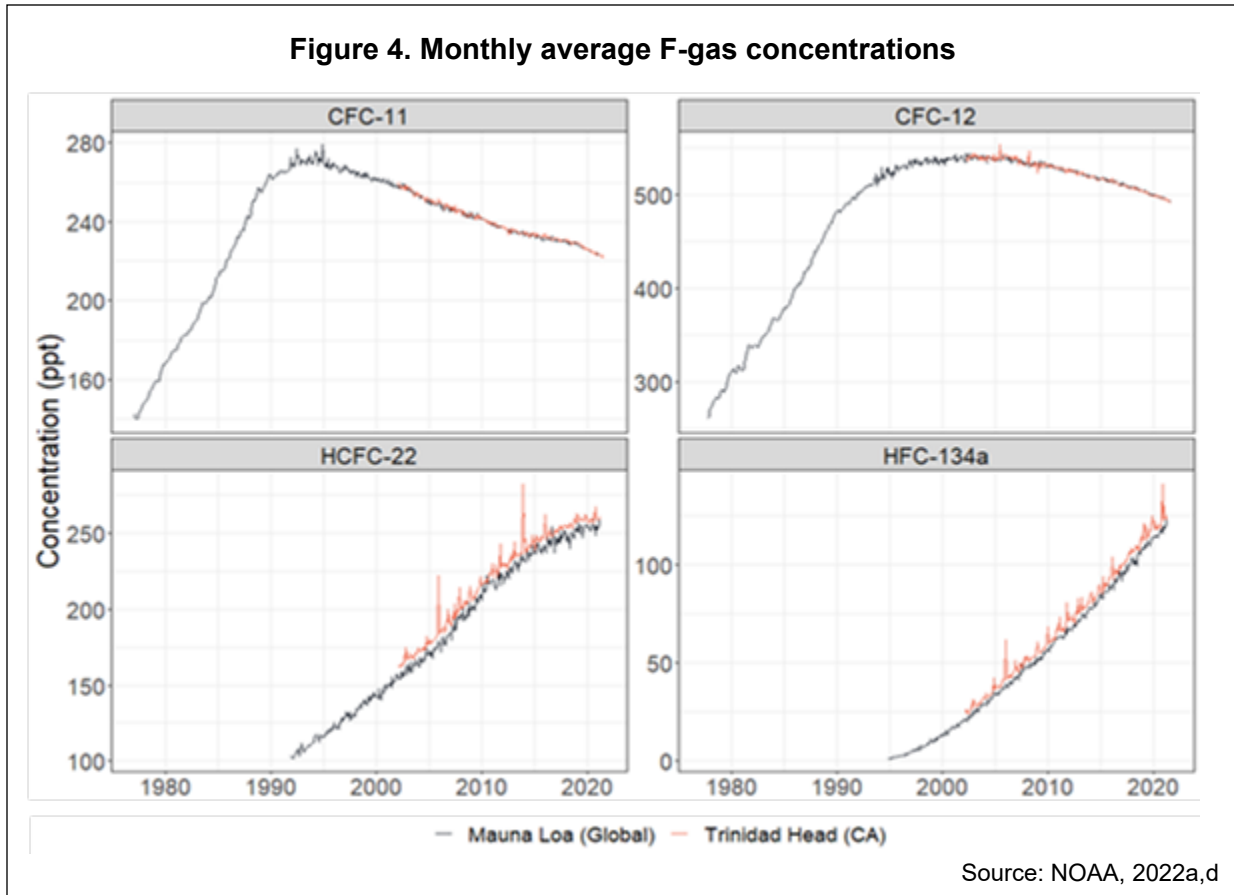 Figure 4. Monthly average F-gas concentrations
CFC-11
CFC-12
280
240
200
160
500
400
300
Concentration (ppt)
HCFC-22
HFC-134a
250
200
150
100
100
50
0
1980 1990 2000 2010 2020
1980 1990 2000 2010 2020
Mauna Loa (Global) Trinidad Head (CA)
Source: NOAA, 2022a,d